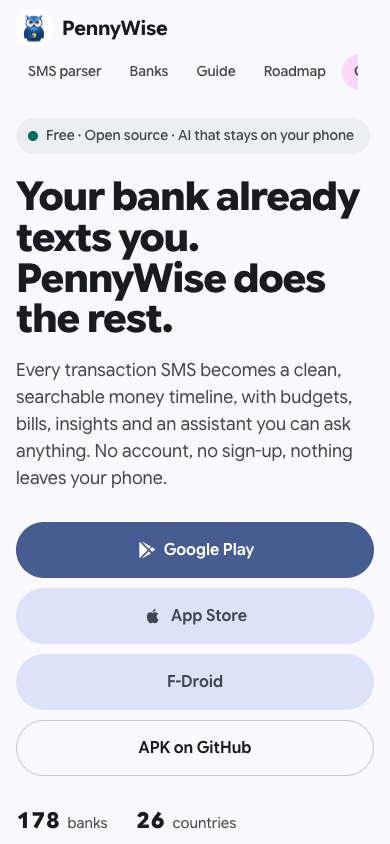 PennyWise
SMS parser Banks Guide Roadmap
Free · Open source · AI that stays on your phone
Your bank already
texts you.
PennyWise does
the rest.
Every transaction SMS becomes a clean,
searchable money timeline, with budgets,
bills, insights and an assistant you can ask
anything. No account, no sign-up, nothing
leaves your phone.
Google Play
App Store
F-Droid
APK on GitHub
178 banks 26 countries